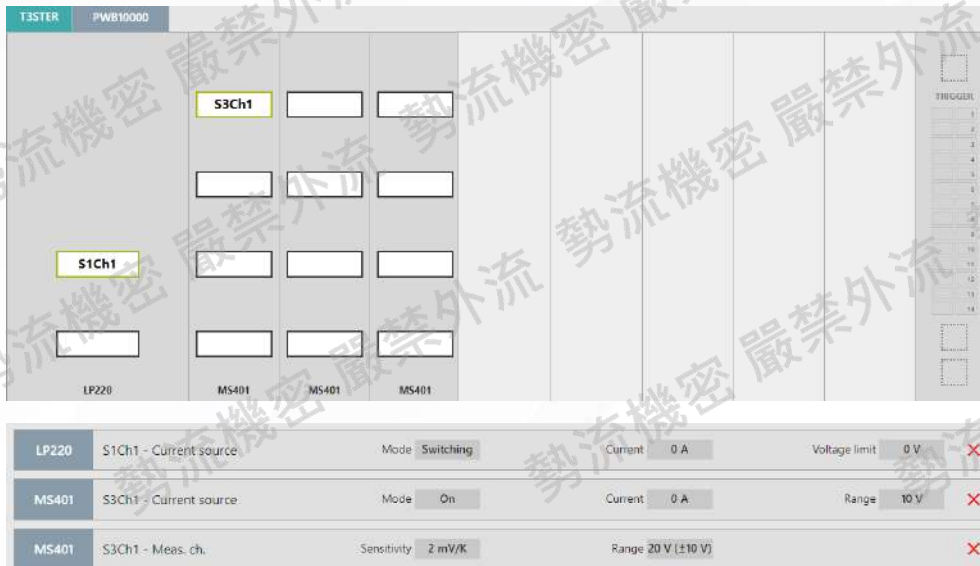 T3STER PWB10000
S3Ch1
TRIGGER
S1Ch1
LP220 MS401 MS401 MS401
LP220 S1Ch1 - Current source Mode Switching Current 0 A Voltage limit 0 V
MS401 S3Ch1 - Current source Mode On Current 0 A Range 10 V
MS401 S3Ch1 - Meas. ch. Sensitivity 2 mV/K Range 20 V (±10 V)
勢流機密 嚴禁外流